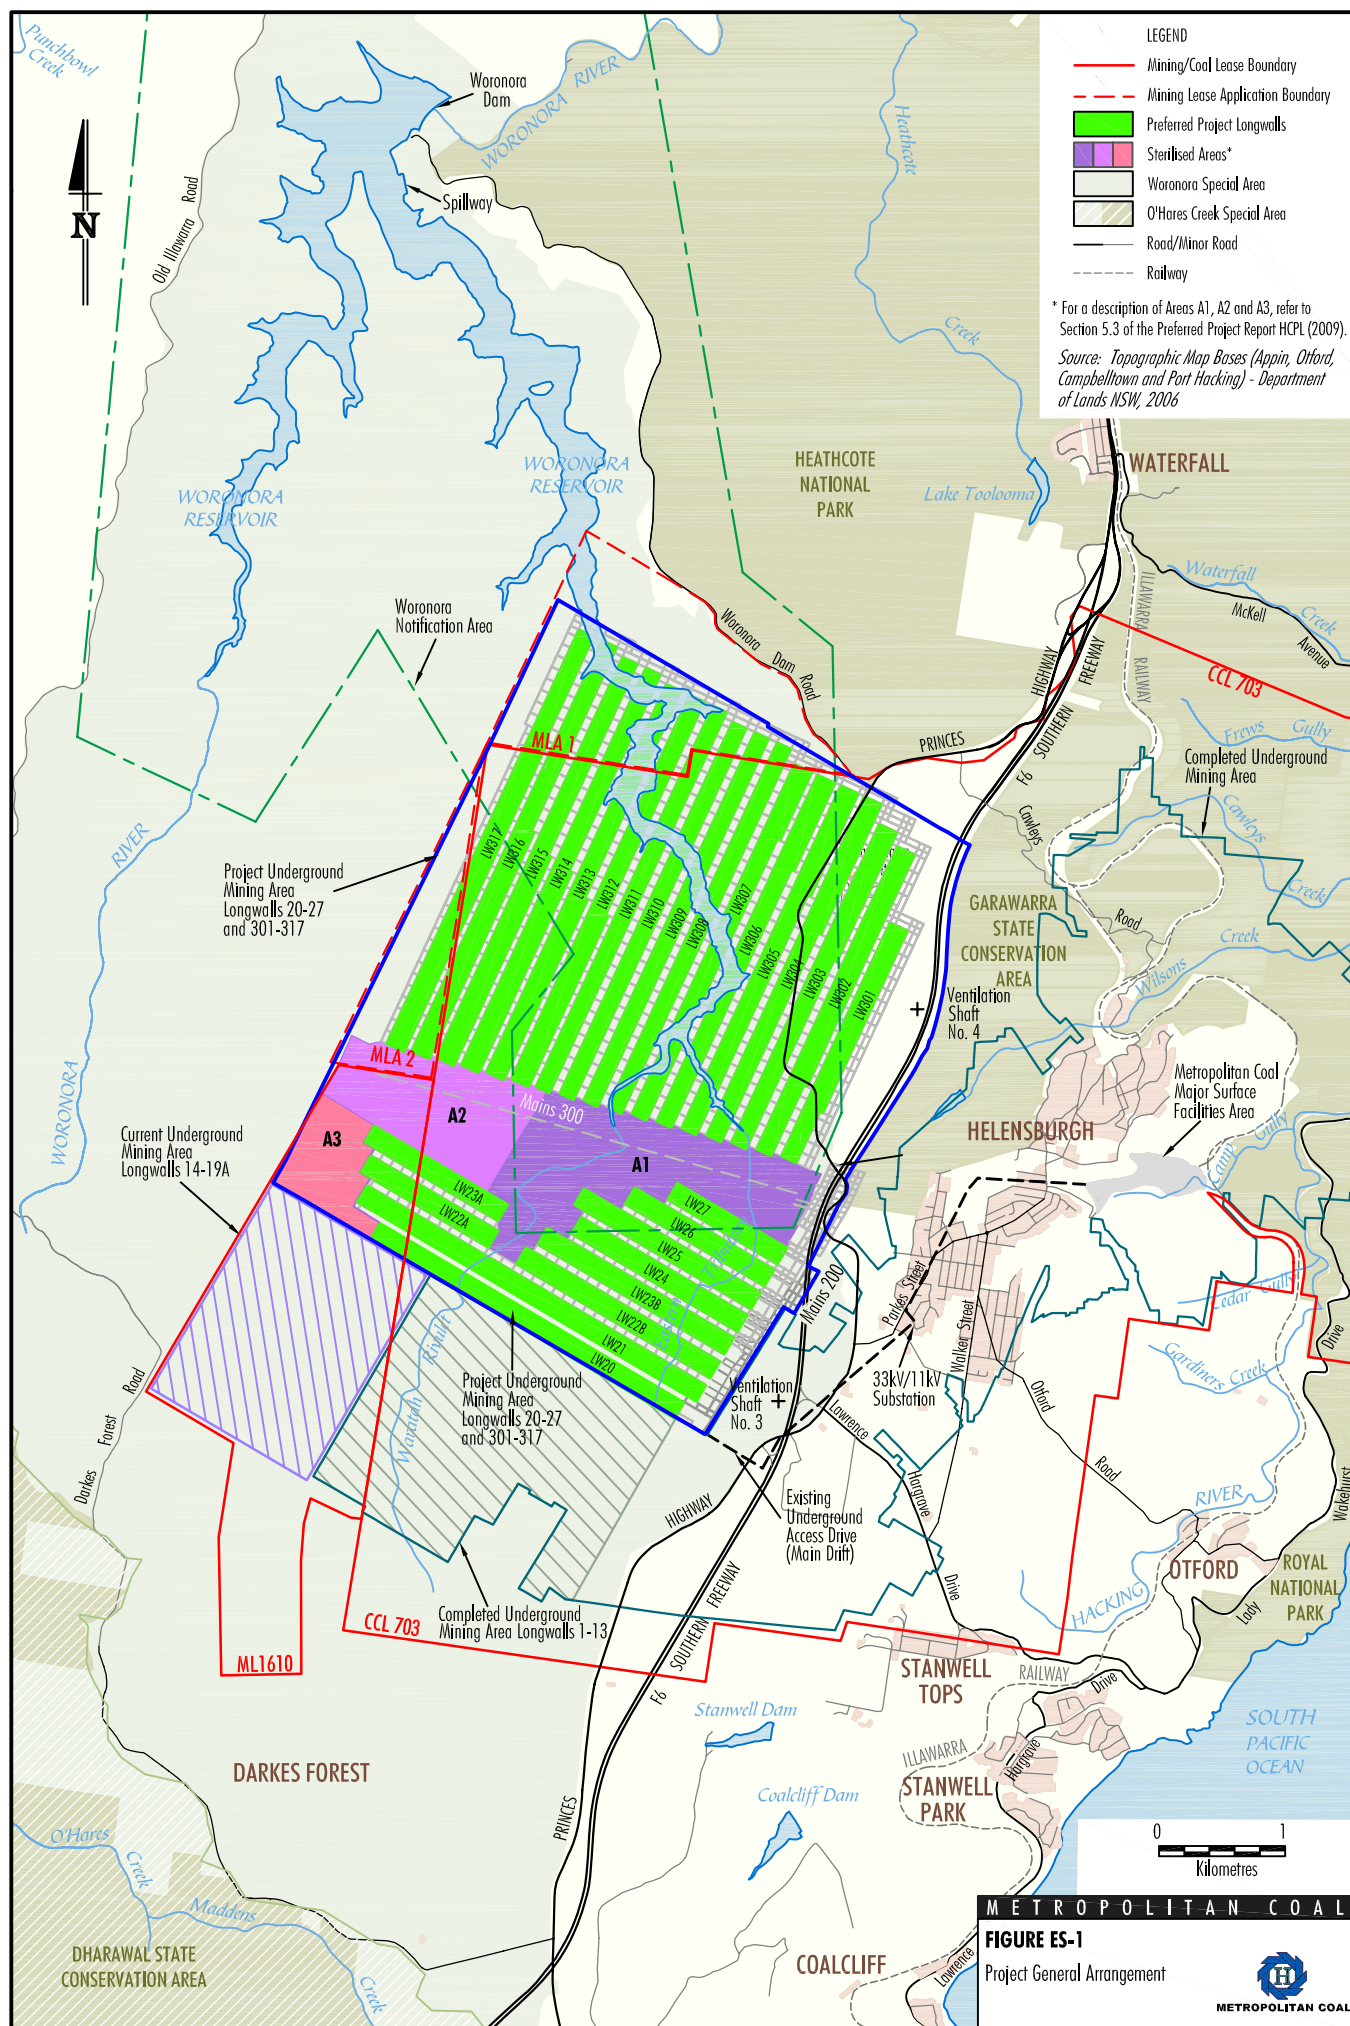 LEGEND
Mining/Coal Lease Boundary
Mining Lease Application Boundary
Preferred Project Longwalls
Sterilised Areas*
Woronora Special Area
O'Hares Creek Special Area
Road/Minor Road
Railway
* For a description of Areas A1, A2 and A3, refer to
Section 5.3 of the Preferred Project Report HCPL (2009).
Source: Topographic Map Bases (Appin, Otford,
Campbelltown and Port Hacking) - Department
of Lands NSW, 2006
Punchbowl
Creek
Woronora
Dam
WORONORA RIVER
Heathcote
Creek
N
Old Illawarra Road
Spillway
WORONORA
RESERVOIR
WORONORA
RESERVOIR
HEATHCOTE
NATIONAL
PARK
WATERFALL
Lake Toolooma
Waterfall
Creek
McKell
Avenue
ILLAWARRA
RAILWAY
Woronora
Notification Area
Woronora Dam Road
HIGHWAY
FREEWAY
CCL 703
Frews Gully
PRINCES
F6 SOUTHERN
MLA 1
Completed Underground
Mining Area
Cawleys
Road
Cawleys
Creek
RIVER
Project Underground
Mining Area
Longwalls 20-27
and 301-317
LW317
LW316
LW315
LW314
LW313
LW312
LW311
LW310
LW309
LW308
LW307
LW306
LW305
LW304
LW303
LW302
LW301
GARAWARRA
STATE
CONSERVATION
AREA
Wilsons
Creek
Ventilation
Shaft
No. 4
MLA 2
WORONORA
Metropolitan Coal
Major Surface
Facilities Area
Mains 300
A2
A3
A1
HELENSBURGH
Camp
Gully
Current Underground
Mining Area
Longwalls 14-19A
LW23A
LW22A
LW27
LW26
LW25
LW24
LW23B
LW22B
LW21
LW20
Mains 200
Parkes Street
Walker Street
Cedar Gully
Drive
Gardiners Creek
Waratah
Rivulet
Project Underground
Mining Area
Longwalls 20-27
and 301-317
Ventilation
Shaft
No. 3
33kV/11kV
Substation
Lawrence
Hargrave
Drive
Otford
Road
Darkes
Forest
Road
HIGHWAY
Existing
Underground
Access Drive
(Main Drift)
RIVER
HACKING
OTFORD
Wakehurst
Lady
ROYAL
NATIONAL
PARK
Completed Underground
Mining Area Longwalls 1-13
CCL 703
ML1610
F6 SOUTHERN FREEWAY
STANWELL
TOPS
RAILWAY
Drive
Stanwell Dam
SOUTH
PACIFIC
OCEAN
ILLAWARRA
Hargrave
STANWELL
PARK
DARKES FOREST
Coalcliff Dam
PRINCES
0 1
Kilometres
O'Hares
Creek
Maddens
Creek
DHARAWAL STATE
CONSERVATION AREA
COALCLIFF
Lawrence
METROPOLITAN COAL
FIGURE ES-1
Project General Arrangement
H
METROPOLITAN COAL